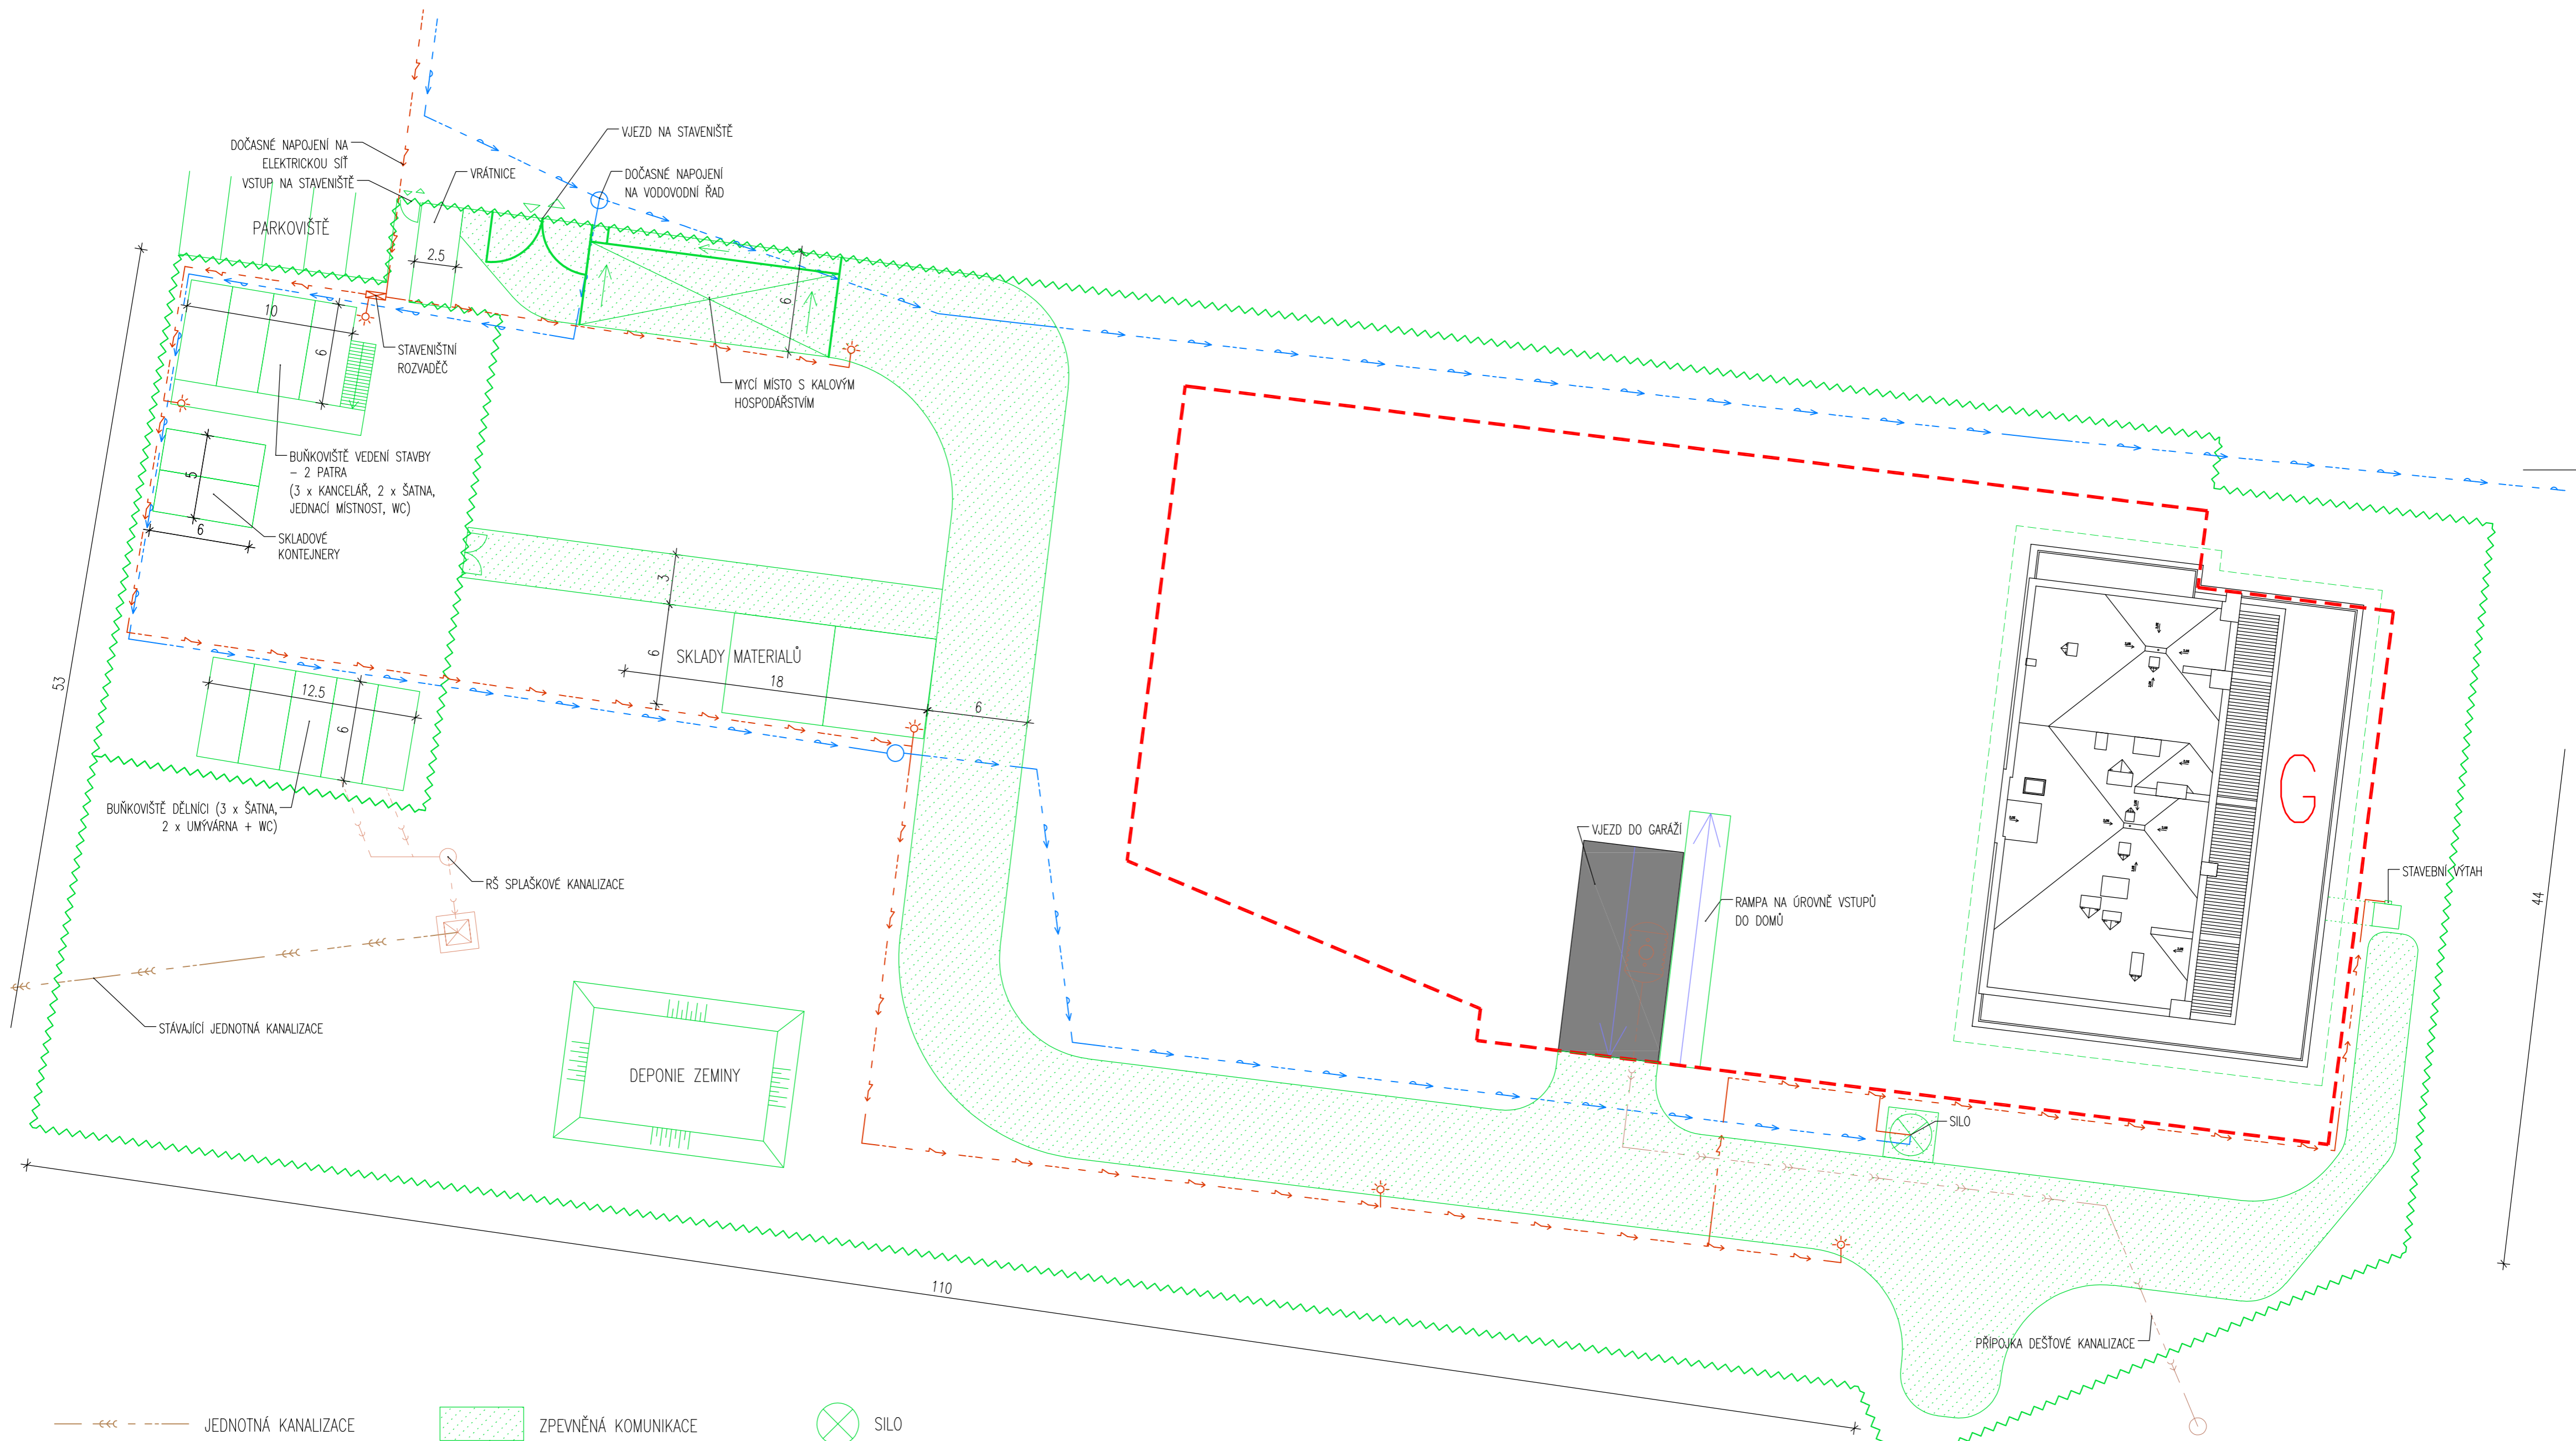 DOČASNÉ NAPOJENÍ NA
ELEKTRICKOU SÍŤ
VSTUP NA STAVENIŠTĚ
PARKOVIŠTĚ
VRÁTNICE
VJEZD NA STAVENIŠTĚ
DOČASNÉ NAPOJENÍ
NA VODOVODNÍ ŘAD
2.5
6
10
6
STAVENIŠTNÍ
ROZVADĚČ
MYCÍ MÍSTO S KALOVÝM
HOSPODÁŘSTVÍM
BUŇKOVIŠTĚ VEDENÍ STAVBY
– 2 PATRA
(3 x KANCELÁŘ, 2 x ŠATNA,
JEDNACÍ MÍSTNOST, WC)
5
6
SKLADOVÉ
KONTEJNERY
3
6
SKLADY MATERIALŮ
18
6
53
12.5
6
BUŇKOVIŠTĚ DĚLNÍCI (3 x ŠATNA,
2 x UMÝVÁRNA + WC)
RŠ SPLAŠKOVÉ KANALIZACE
STÁVAJÍCÍ JEDNOTNÁ KANALIZACE
DEPONIE ZEMINY
VJEZD DO GARÁŽÍ
RAMPA NA ÚROVNĚ VSTUPŮ
DO DOMŮ
G
STAVEBNÍ VÝTAH
44
SILO
110
PŘÍPOJKA DEŠŤOVÉ KANALIZACE
JEDNOTNÁ KANALIZACE
ZPEVNĚNÁ KOMUNIKACE
SILO